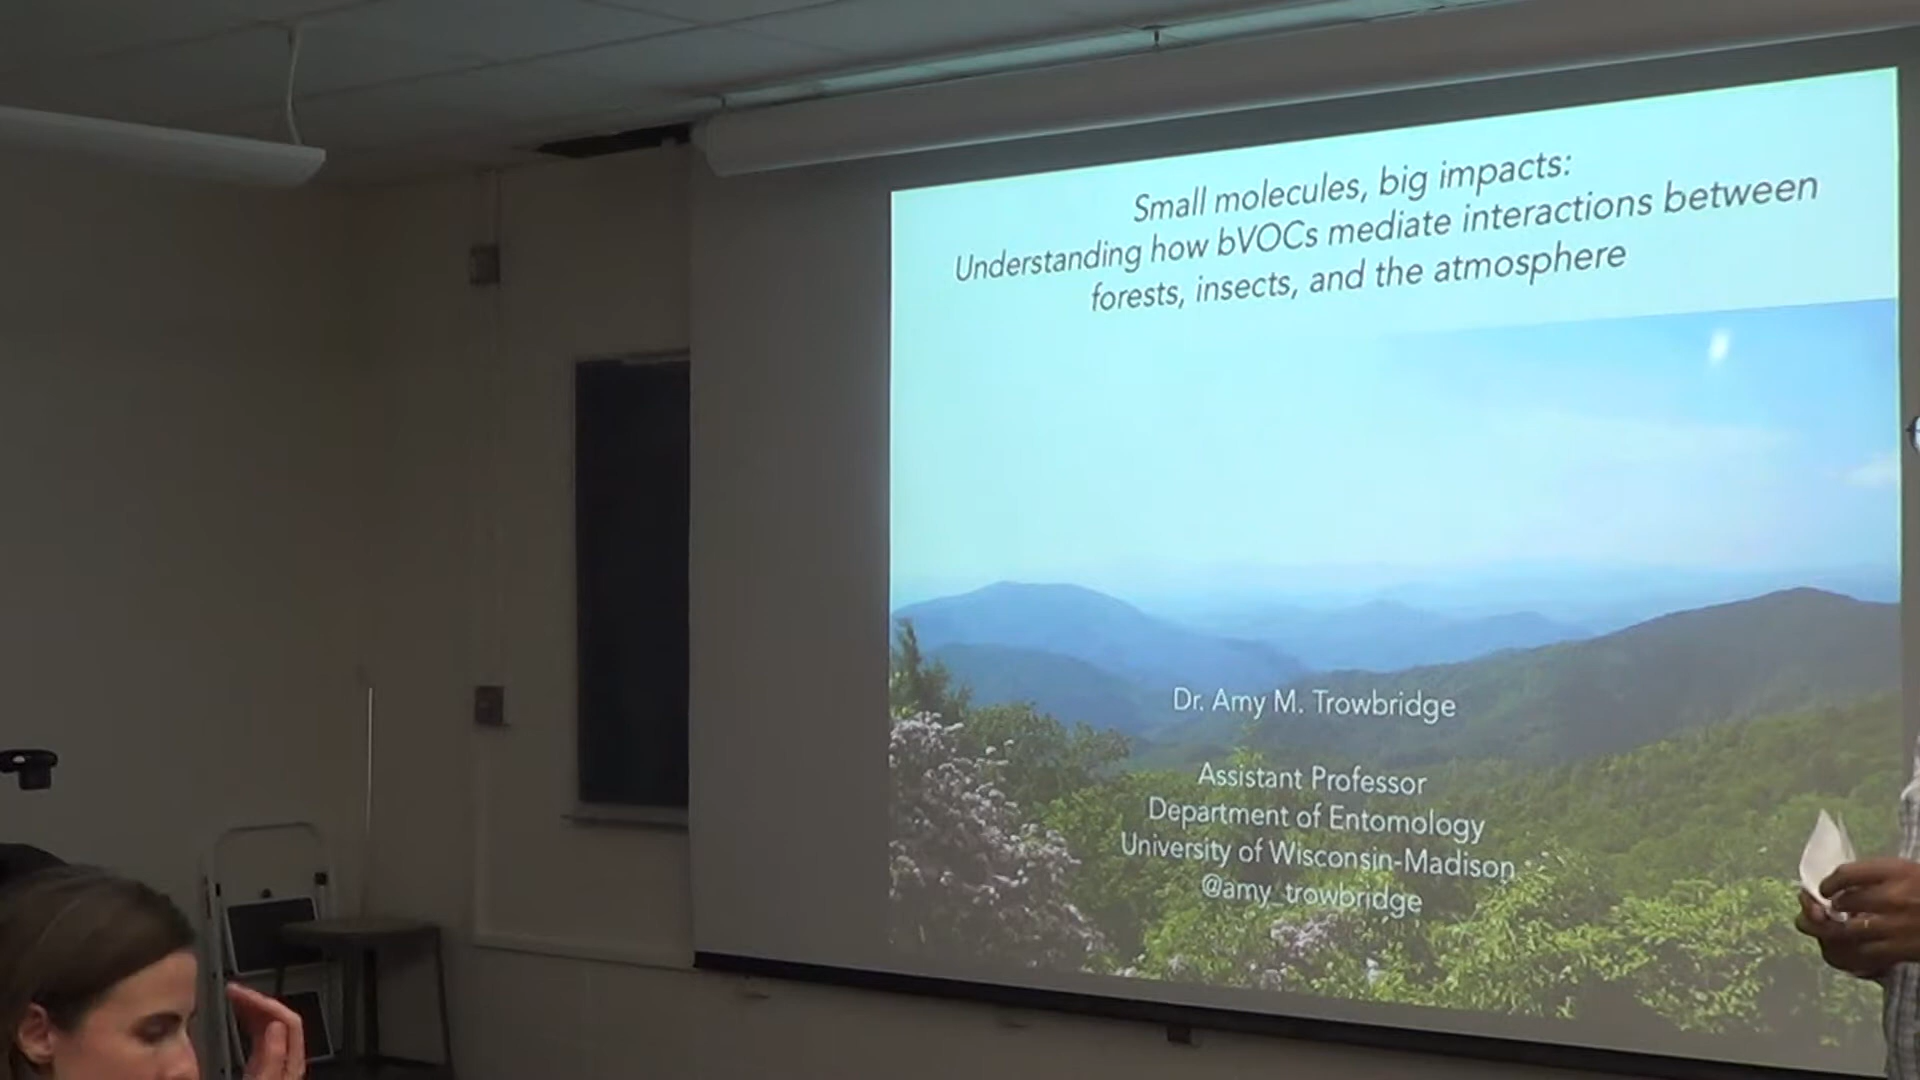 Small molecules, big impacts:
Understanding how bVOCs mediate interactions between
forests, insects, and the atmosphere
Dr. Amy M. Trowbridge
Assistant Professor
Department of Entomology
University of Wisconsin-Madison
@amy_trowbridge